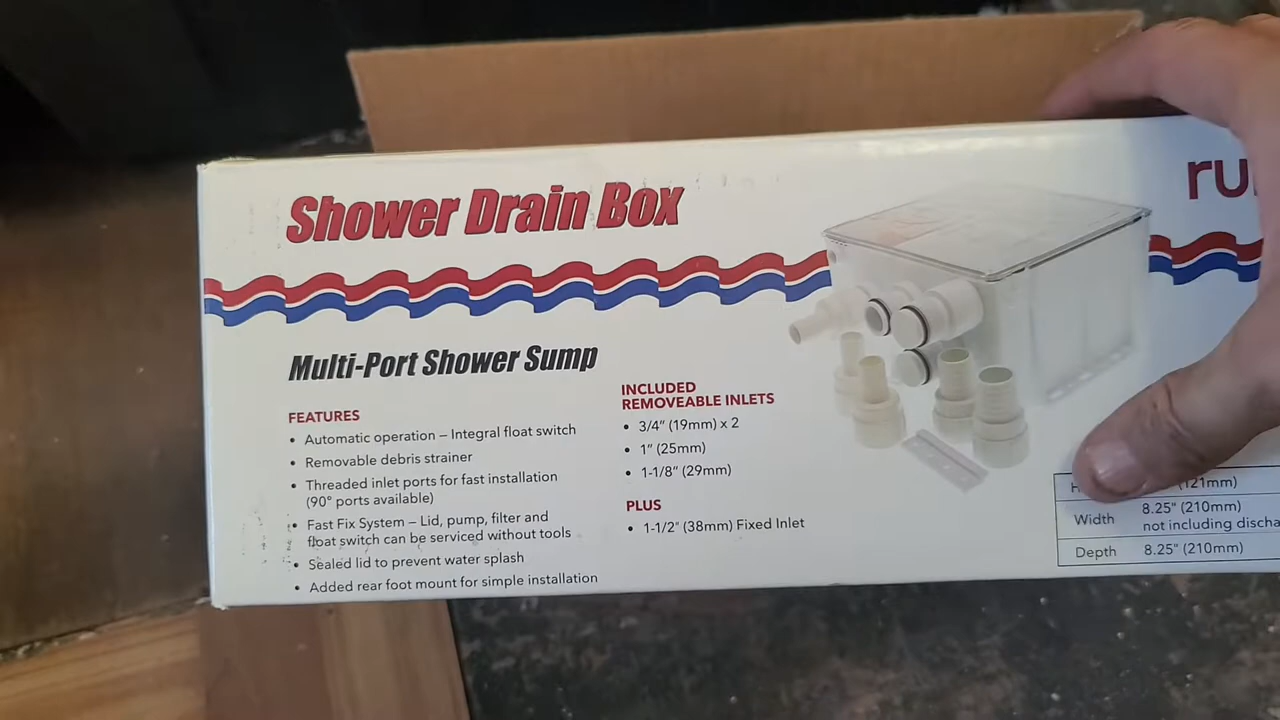 Shower Drain Box
Multi-Port Shower Sump
FEATURES
• Automatic operation – Integral float switch
• Removable debris strainer
• Threaded inlet ports for fast installation
(90° ports available)
• Fast Fix System – Lid, pump, filter and
float switch can be serviced without tools
• Sealed lid to prevent water splash
• Added rear foot mount for simple installation
INCLUDED
REMOVEABLE INLETS
• 3/4" (19mm) x 2
• 1" (25mm)
• 1-1/8" (29mm)
PLUS
• 1-1/2" (38mm) Fixed Inlet
ru
(121mm)
Width 8.25" (210mm)
not including discha
Depth 8.25" (210mm)